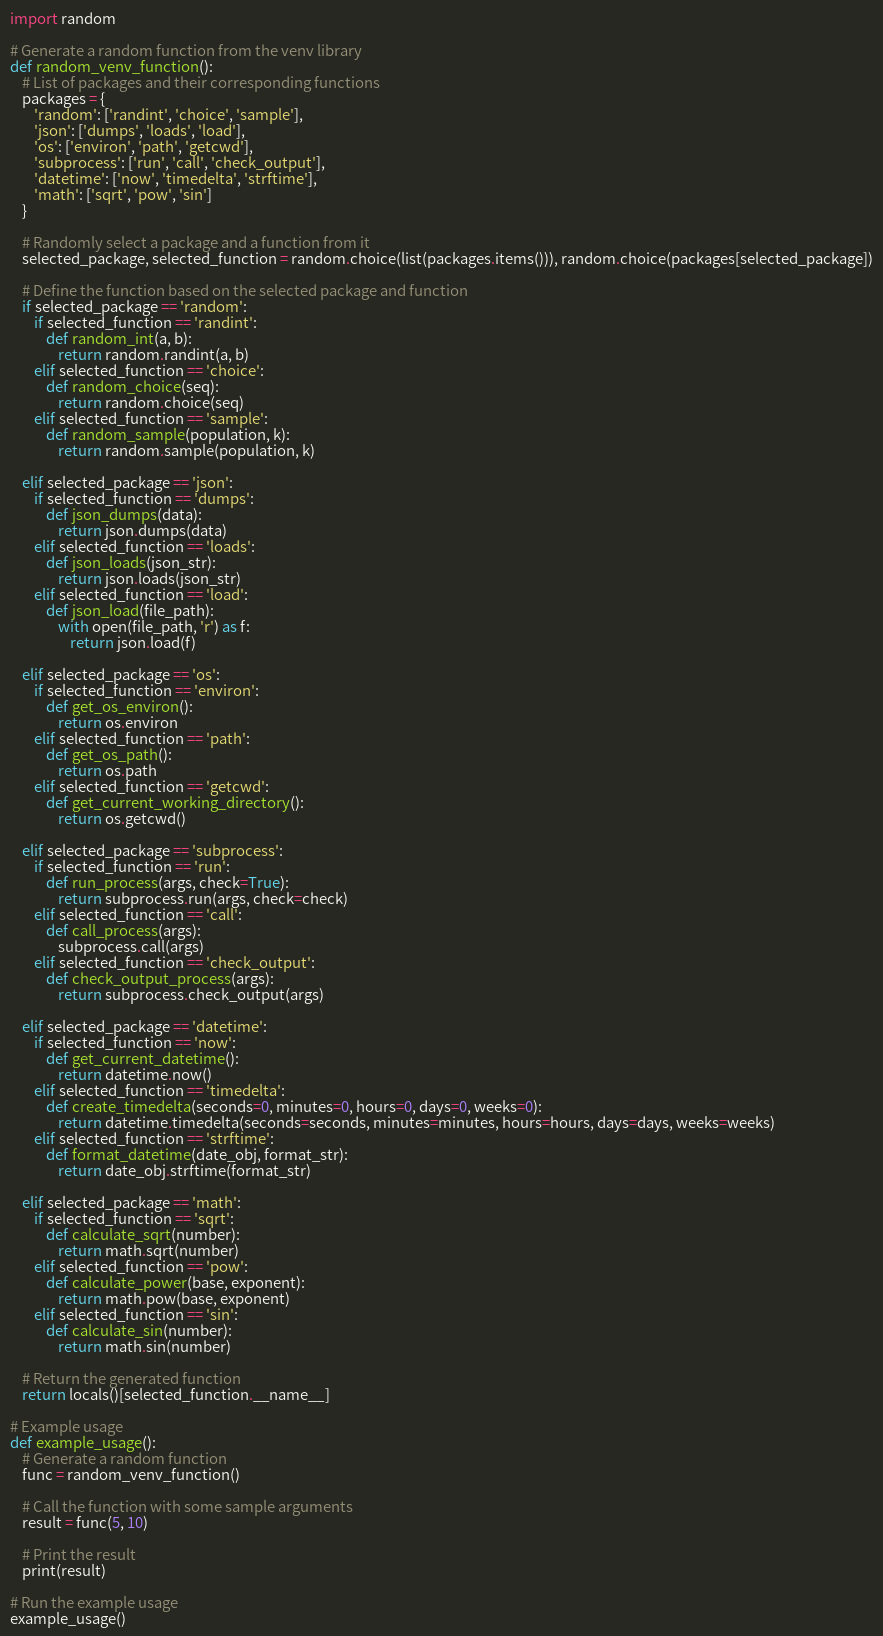 import random

# Generate a random function from the venv library
def random_venv_function():
    # List of packages and their corresponding functions
    packages = {
        'random': ['randint', 'choice', 'sample'],
        'json': ['dumps', 'loads', 'load'],
        'os': ['environ', 'path', 'getcwd'],
        'subprocess': ['run', 'call', 'check_output'],
        'datetime': ['now', 'timedelta', 'strftime'],
        'math': ['sqrt', 'pow', 'sin']
    }

    # Randomly select a package and a function from it
    selected_package, selected_function = random.choice(list(packages.items())), random.choice(packages[selected_package])

    # Define the function based on the selected package and function
    if selected_package == 'random':
        if selected_function == 'randint':
            def random_int(a, b):
                return random.randint(a, b)
        elif selected_function == 'choice':
            def random_choice(seq):
                return random.choice(seq)
        elif selected_function == 'sample':
            def random_sample(population, k):
                return random.sample(population, k)

    elif selected_package == 'json':
        if selected_function == 'dumps':
            def json_dumps(data):
                return json.dumps(data)
        elif selected_function == 'loads':
            def json_loads(json_str):
                return json.loads(json_str)
        elif selected_function == 'load':
            def json_load(file_path):
                with open(file_path, 'r') as f:
                    return json.load(f)

    elif selected_package == 'os':
        if selected_function == 'environ':
            def get_os_environ():
                return os.environ
        elif selected_function == 'path':
            def get_os_path():
                return os.path
        elif selected_function == 'getcwd':
            def get_current_working_directory():
                return os.getcwd()

    elif selected_package == 'subprocess':
        if selected_function == 'run':
            def run_process(args, check=True):
                return subprocess.run(args, check=check)
        elif selected_function == 'call':
            def call_process(args):
                subprocess.call(args)
        elif selected_function == 'check_output':
            def check_output_process(args):
                return subprocess.check_output(args)

    elif selected_package == 'datetime':
        if selected_function == 'now':
            def get_current_datetime():
                return datetime.now()
        elif selected_function == 'timedelta':
            def create_timedelta(seconds=0, minutes=0, hours=0, days=0, weeks=0):
                return datetime.timedelta(seconds=seconds, minutes=minutes, hours=hours, days=days, weeks=weeks)
        elif selected_function == 'strftime':
            def format_datetime(date_obj, format_str):
                return date_obj.strftime(format_str)

    elif selected_package == 'math':
        if selected_function == 'sqrt':
            def calculate_sqrt(number):
                return math.sqrt(number)
        elif selected_function == 'pow':
            def calculate_power(base, exponent):
                return math.pow(base, exponent)
        elif selected_function == 'sin':
            def calculate_sin(number):
                return math.sin(number)

    # Return the generated function
    return locals()[selected_function.__name__]

# Example usage
def example_usage():
    # Generate a random function
    func = random_venv_function()

    # Call the function with some sample arguments
    result = func(5, 10)

    # Print the result
    print(result)

# Run the example usage
example_usage()